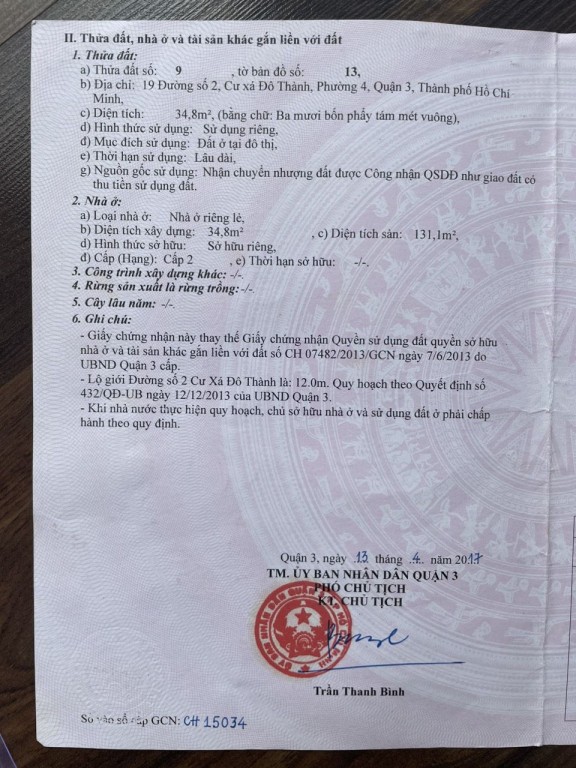 II. Thửa đất, nhà ở và tài sản khác gắn liền với đất
1. Thửa đất:
a) Thửa đất số: 9 , tờ bản đồ số: 13,
b) Địa chỉ: 19 Đường số 2, Cư xá Đô Thành, Phường 4, Quận 3, Thành phố Hồ Chí
Minh,
c) Diện tích: 34,8m², (bằng chữ: Ba mươi bốn phẩy tám mét vuông),
d) Hình thức sử dụng: Sử dụng riêng,
đ) Mục đích sử dụng: Đất ở tại đô thị,
e) Thời hạn sử dụng: Lâu dài,
g) Nguồn gốc sử dụng: Nhận chuyển nhượng đất được Công nhận QSDĐ như giao đất có
thu tiền sử dụng đất.
2. Nhà ở:
a) Loại nhà ở: Nhà ở riêng lẻ,
b) Diện tích xây dựng: 34,8m² , c) Diện tích sàn: 131,1m²,
d) Hình thức sở hữu: Sở hữu riêng,
đ) Cấp (Hạng): Cấp 2 , e) Thời hạn sở hữu: -/-.
3. Công trình xây dựng khác: -/-.
4. Rừng sản xuất là rừng trồng: -/-.
5. Cây lâu năm: -/-.
6. Ghi chú:
- Giấy chứng nhận này thay thế Giấy chứng nhận Quyền sử dụng đất quyền sở hữu
nhà ở và tài sản khác gắn liền với đất số CH 07482/2013/GCN ngày 7/6/2013 do
UBND Quận 3 cấp.
- Lộ giới Đường số 2 Cư Xá Đô Thành là: 12.0m. Quy hoạch theo Quyết định số
432/QĐ-UB ngày 12/12/2013 của UBND Quận 3.
- Khi nhà nước thực hiện quy hoạch, chủ sở hữu nhà ở và sử dụng đất ở phải chấp
hành theo quy định.
Quận 3, ngày 13 tháng 4. năm 2017
TM. ỦY BAN NHÂN DÂN QUẬN 3
PHÓ CHỦ TỊCH
KT. CHỦ TỊCH
Trần Thanh Bình
Số vào sổ cấp GCN: CH 15034